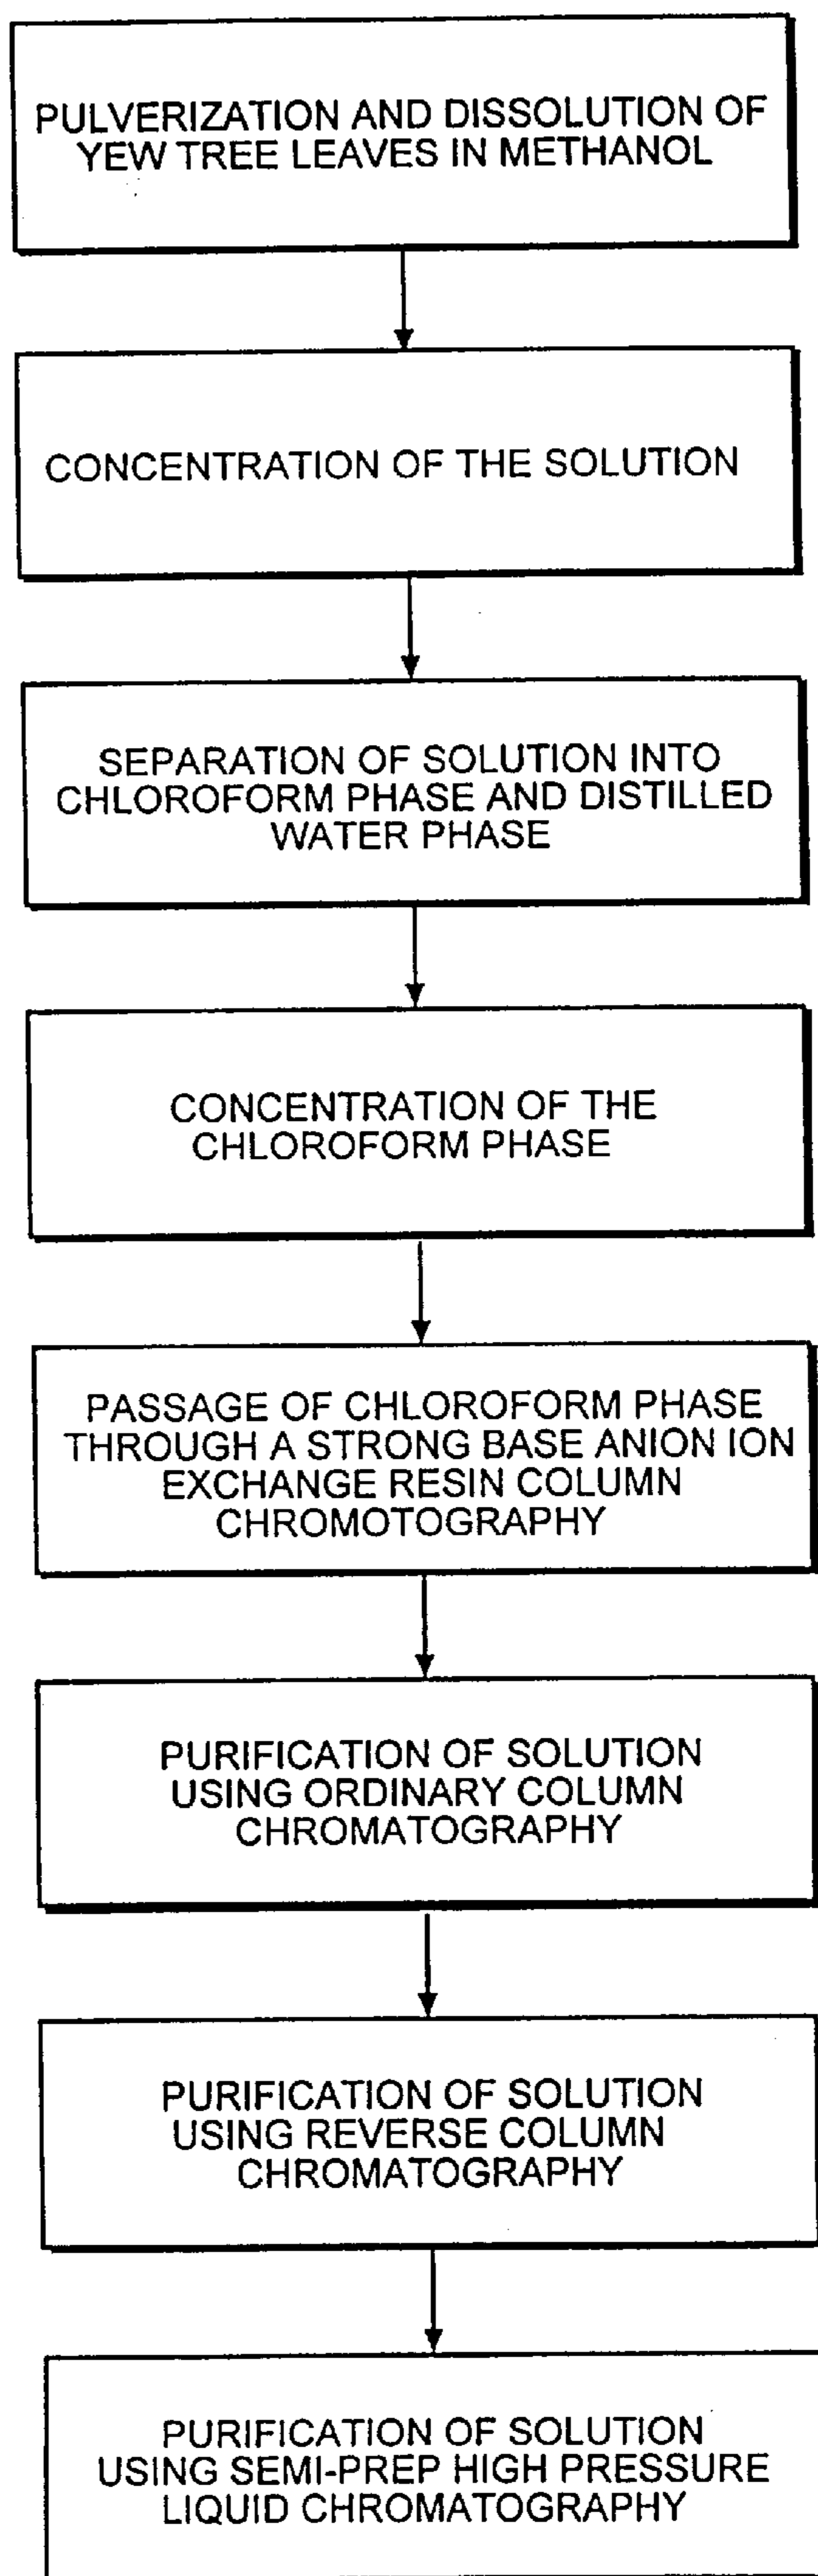 PULVERIZATION AND DISSOLUTION OF
YEW TREE LEAVES IN METHANOL
CONCENTRATION OF THE SOLUTION
SEPARATION OF SOLUTION INTO
CHLOROFORM PHASE AND DISTILLED
WATER PHASE
CONCENTRATION OF THE
CHLOROFORM PHASE
PASSAGE OF CHLOROFORM PHASE
THROUGH A STRONG BASE ANION ION
EXCHANGE RESIN COLUMN
CHROMOTOGRAPHY
PURIFICATION OF SOLUTION
USING ORDINARY COLUMN
CHROMATOGRAPHY
PURIFICATION OF SOLUTION
USING REVERSE COLUMN
CHROMATOGRAPHY
PURIFICATION OF SOLUTION
USING SEMI-PREP HIGH PRESSURE
LIQUID CHROMATOGRAPHY